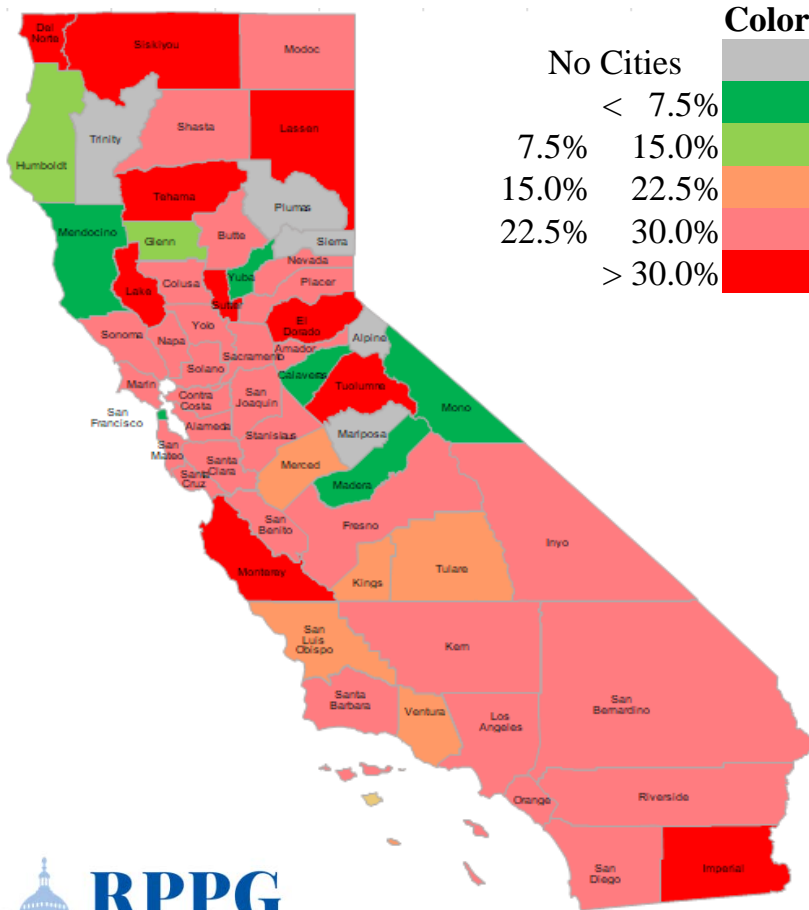 Color
No Cities
< 7.5%
7.5% 15.0%
15.0% 22.5%
22.5% 30.0%
> 30.0%
Del
Norte
Siskiyou
Modoc
Humboldt
Trinity
Shasta
Lassen
Tehama
Plumas
Mendocino
Glenn
Butte
Sierra
Lake
Colusa
Sutter
Yuba
Nevada
Placer
Sonoma
Napa
Yolo
Sacramento
El
Dorado
Amador
Alpine
Marin
Solano
Calaveras
Tuolumne
Mono
San
Francisco
Contra
Costa
Alameda
San
Joaquin
Stanislaus
Mariposa
San
Mateo
Santa
Clara
Santa
Cruz
Merced
Madera
San
Benito
Fresno
Inyo
Monterey
Kings
Tulare
San
Luis
Obispo
Kern
San
Bernardino
Santa
Barbara
Ventura
Los
Angeles
Orange
Riverside
San
Diego
Imperial
RPPG